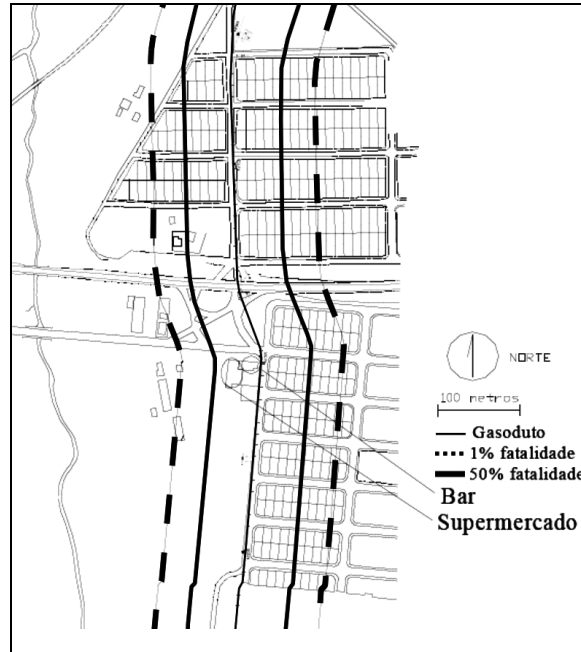 NORTE
100 metros
Gasoduto
1% fatalidade
50% fatalidade
Bar
Supermercado